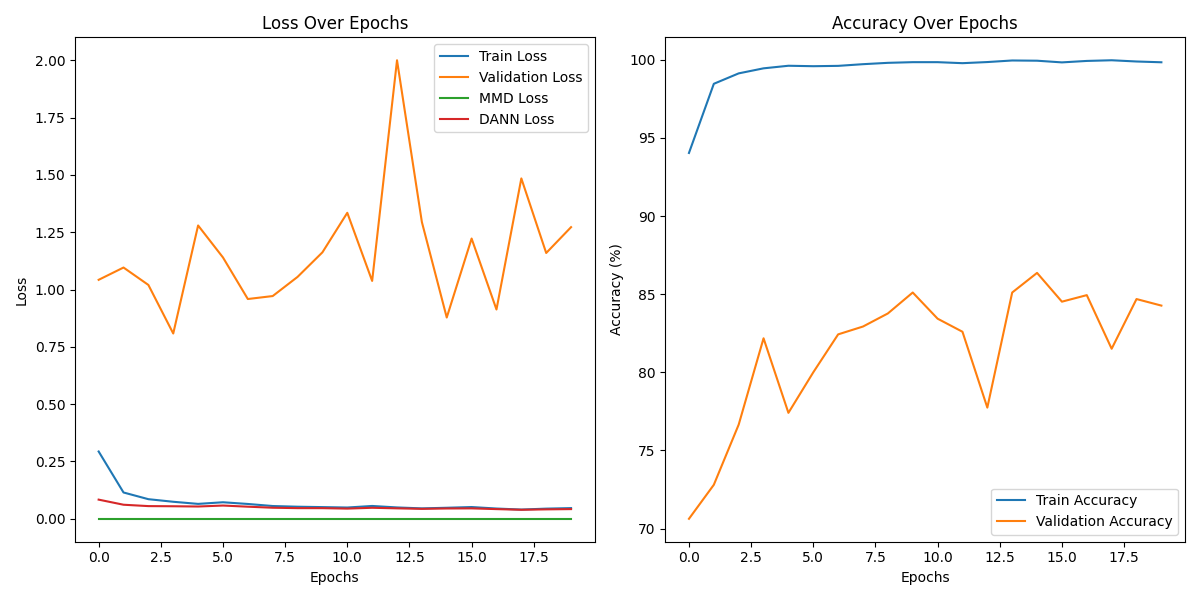 Loss Over Epochs
2.00
1.75
1.50
1.25
1.00
0.75
0.50
0.25
0.00
Loss
0.0 2.5 5.0 7.5 10.0 12.5 15.0 17.5
Epochs
Train Loss
Validation Loss
MMD Loss
DANN Loss
Accuracy Over Epochs
100
95
90
85
80
75
70
Accuracy (%)
0.0 2.5 5.0 7.5 10.0 12.5 15.0 17.5
Epochs
Train Accuracy
Validation Accuracy